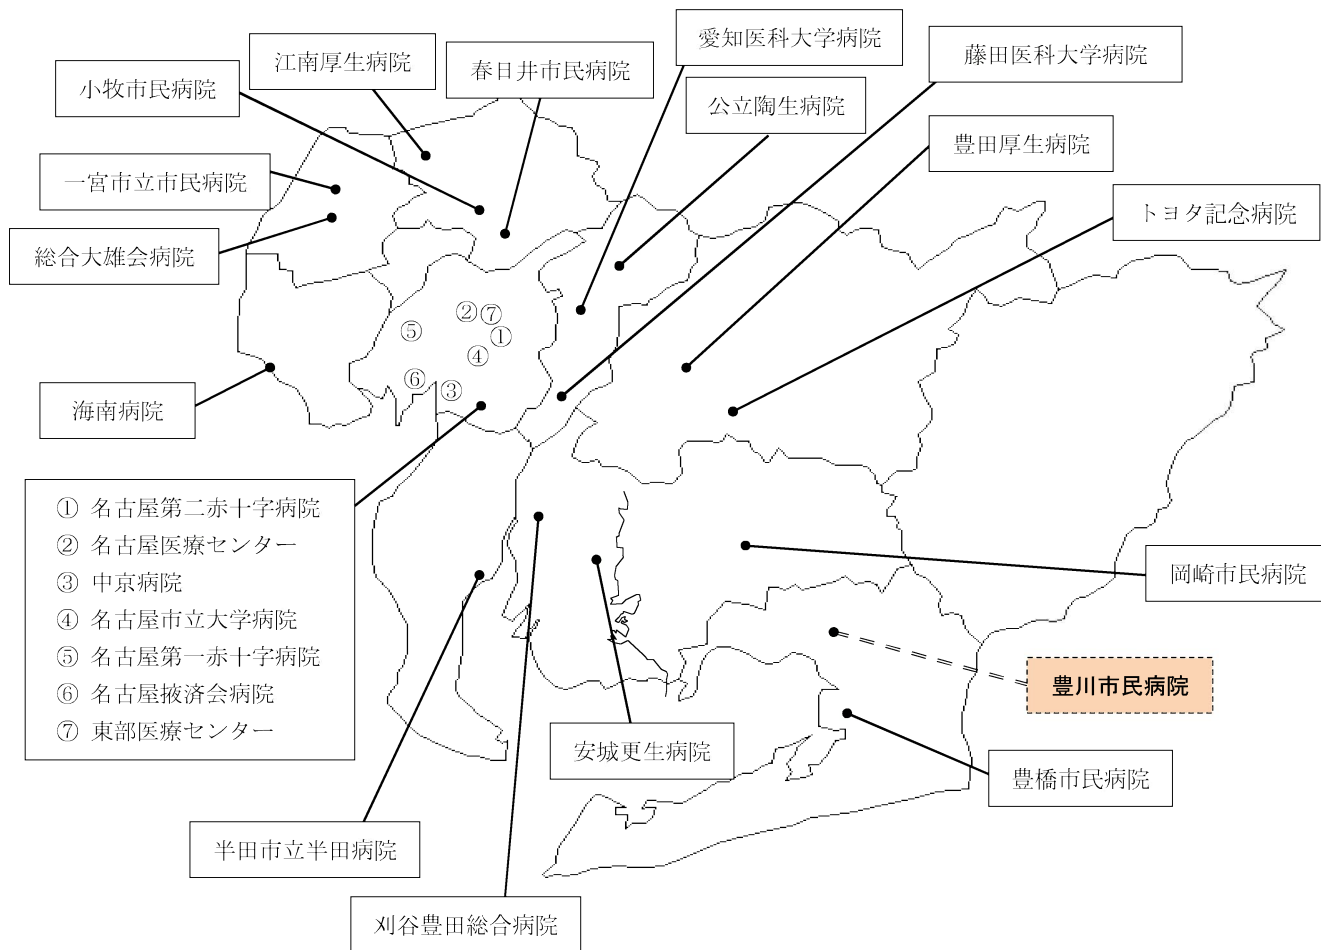 愛知医科大学病院
藤田医科大学病院
江南厚生病院
春日井市民病院
小牧市民病院
公立陶生病院
豊田厚生病院
一宮市立市民病院
トヨタ記念病院
総合大雄会病院
②
⑦
⑤
①
④
⑥
③
海南病院
① 名古屋第二赤十字病院
② 名古屋医療センター
③ 中京病院
④ 名古屋市立大学病院
⑤ 名古屋第一赤十字病院
⑥ 名古屋掖済会病院
⑦ 東部医療センター
岡崎市民病院
豊川市民病院
安城更生病院
豊橋市民病院
半田市立半田病院
刈谷豊田総合病院